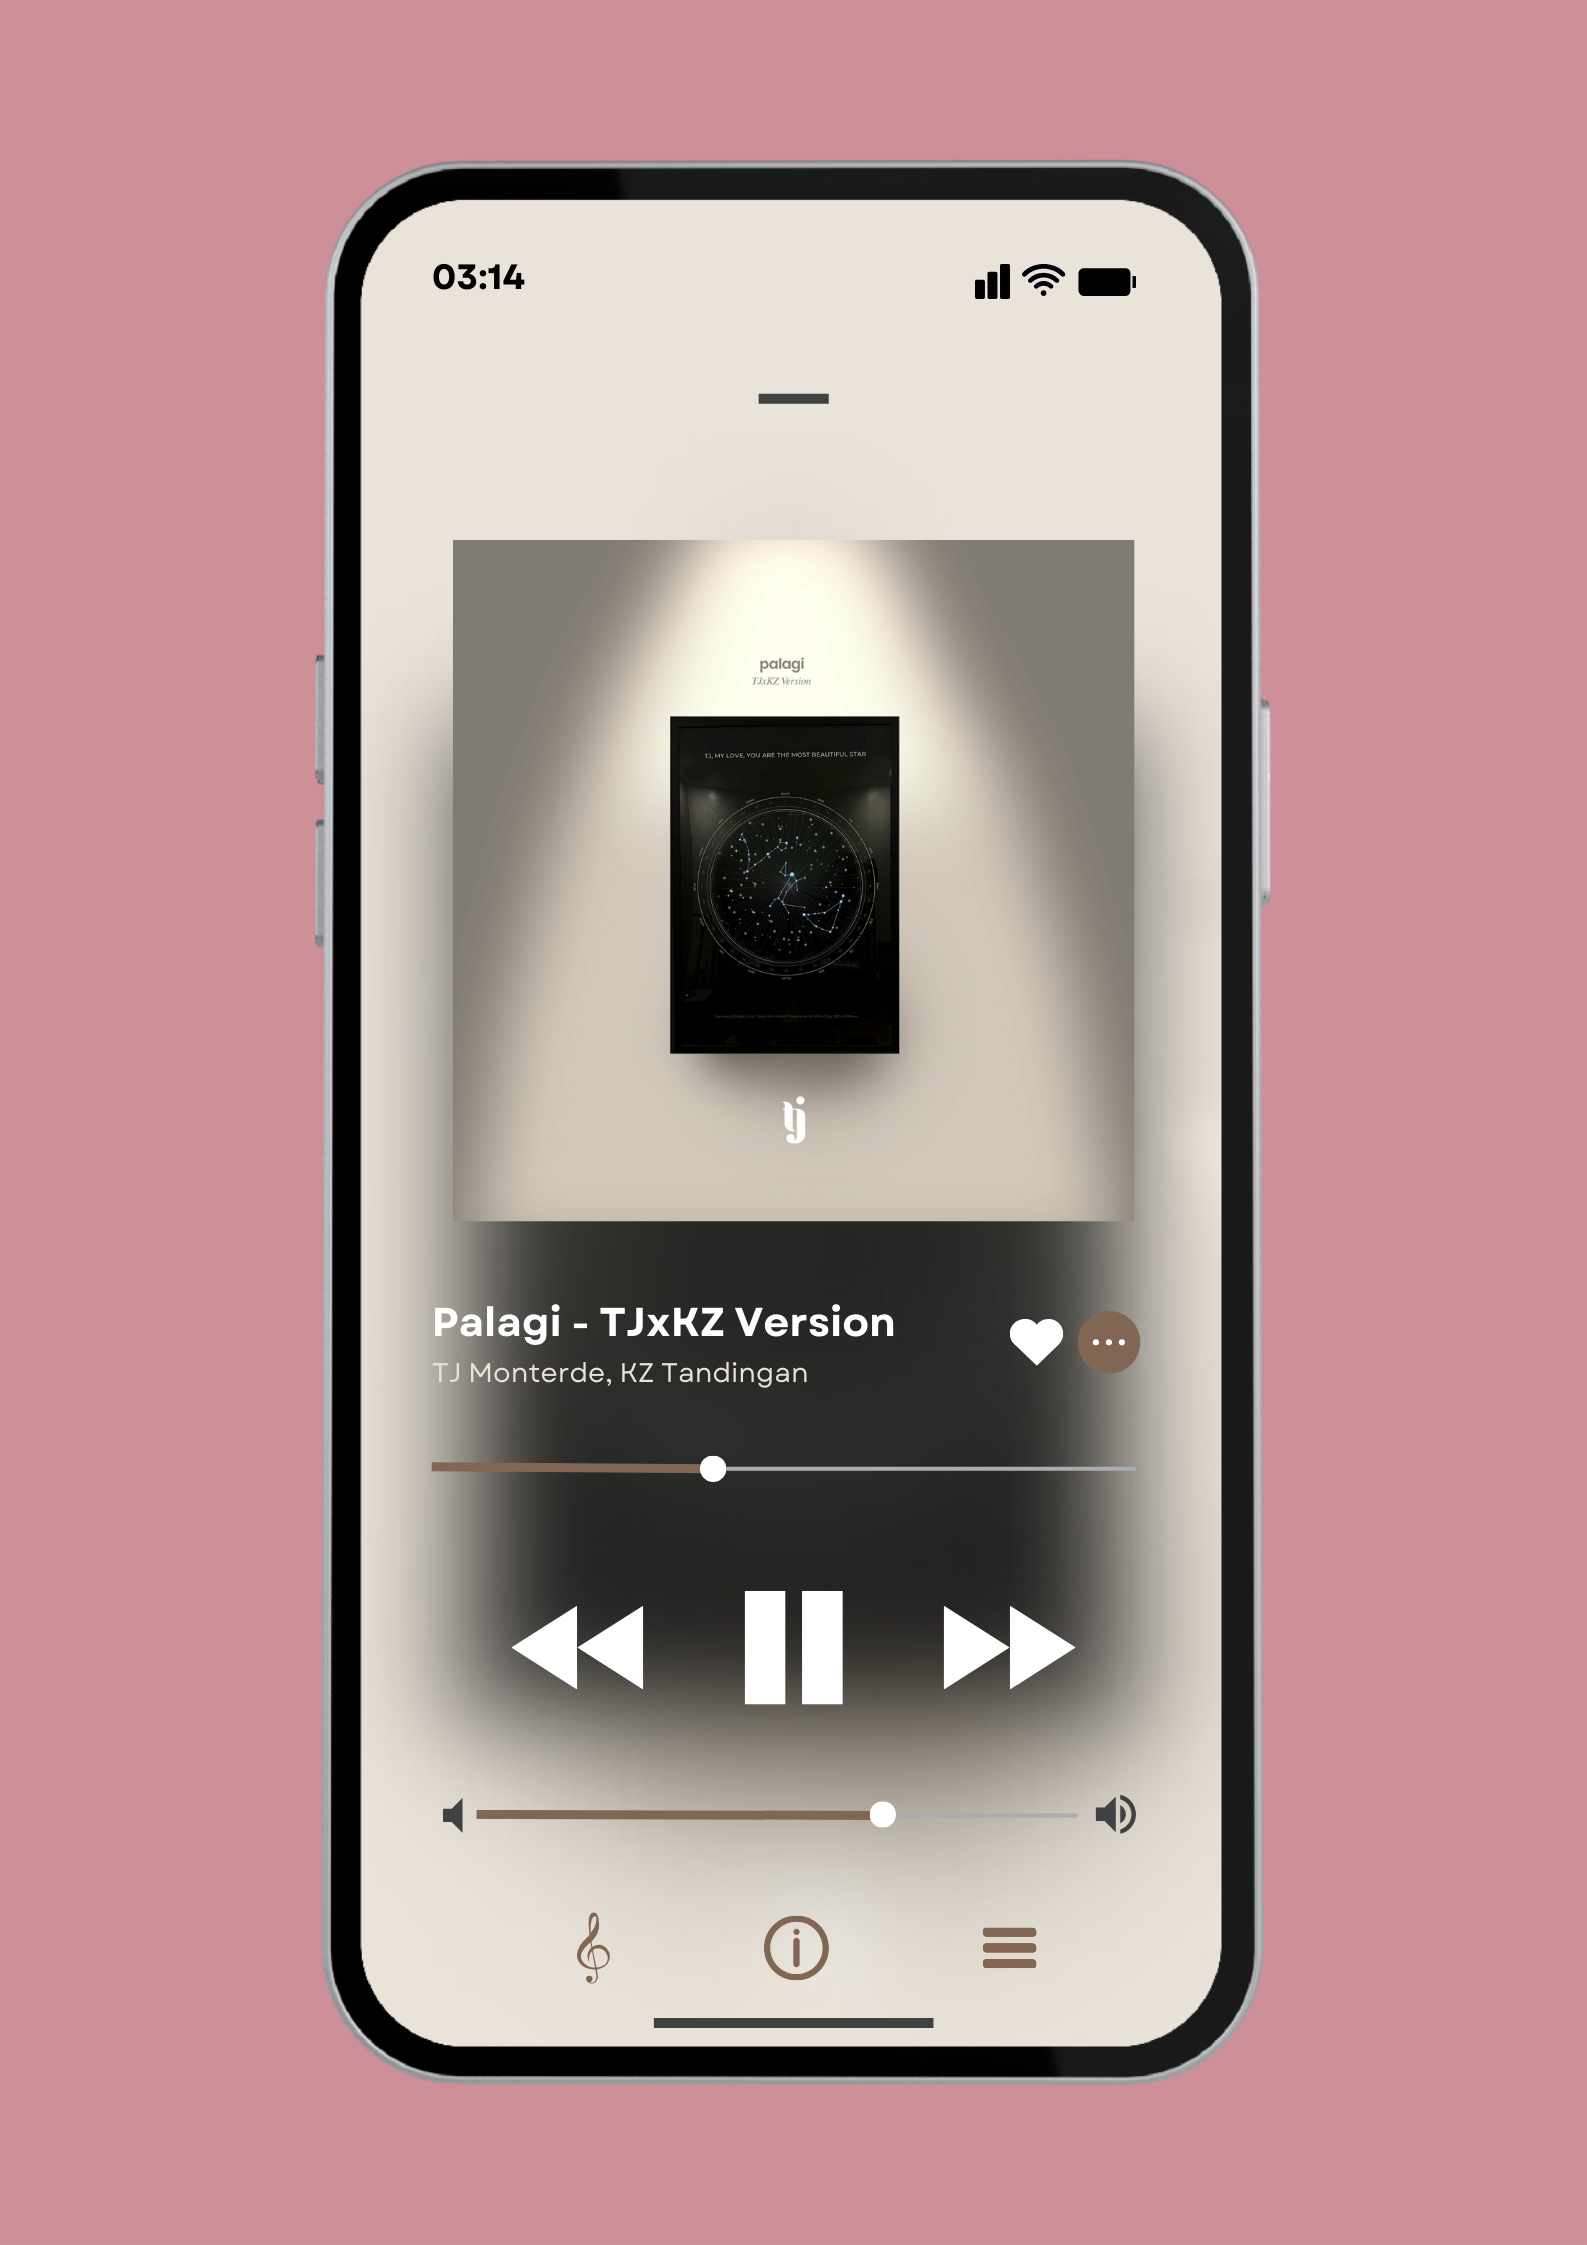 03:14
palagi
TJxKZ Version
TJ, MY LOVE, YOU ARE THE MOST BEAUTIFUL STAR
tj
Palagi - TJxKZ Version
TJ Monterde, KZ Tandingan